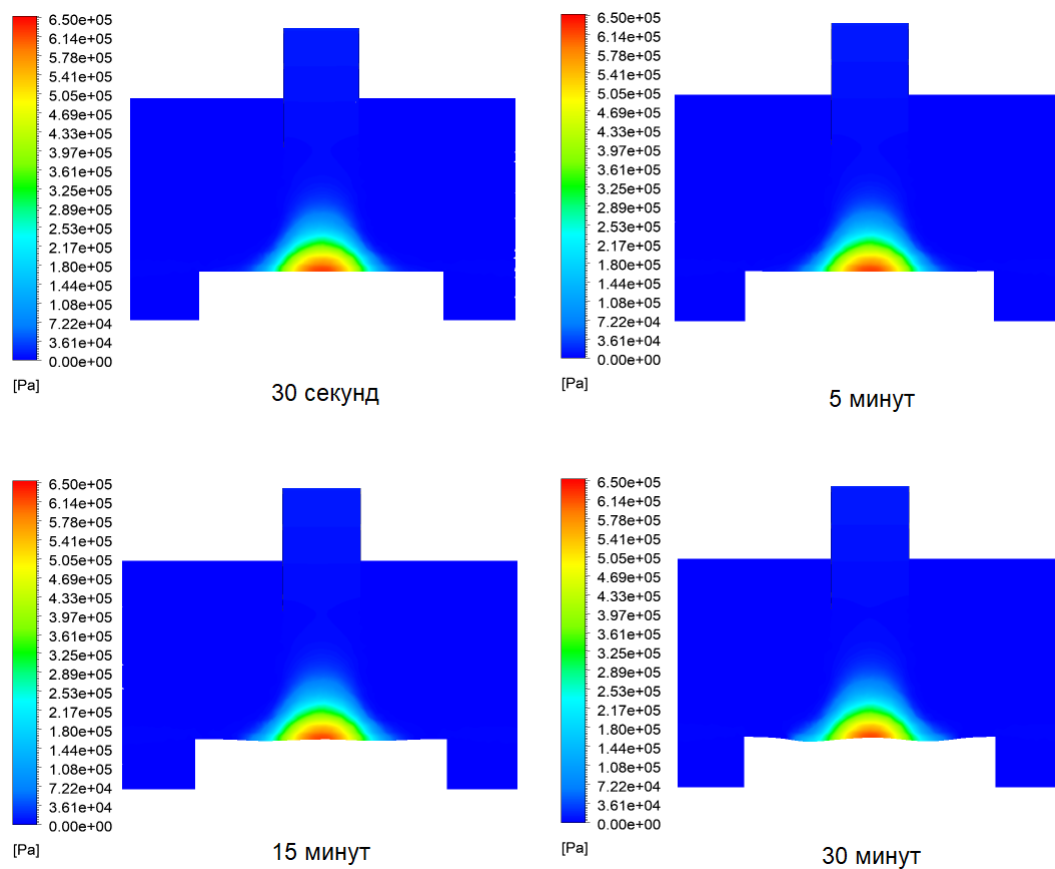 6.50e+05
6.14e+05
5.78e+05
5.41e+05
5.05e+05
4.69e+05
4.33e+05
3.97e+05
3.61e+05
3.25e+05
2.89e+05
2.53e+05
2.17e+05
1.80e+05
1.44e+05
1.08e+05
7.22e+04
3.61e+04
0.00e+00
[Pa]
30 секунд
6.50e+05
6.14e+05
5.78e+05
5.41e+05
5.05e+05
4.69e+05
4.33e+05
3.97e+05
3.61e+05
3.25e+05
2.89e+05
2.53e+05
2.17e+05
1.80e+05
1.44e+05
1.08e+05
7.22e+04
3.61e+04
0.00e+00
[Pa]
5 минут
6.50e+05
6.14e+05
5.78e+05
5.41e+05
5.05e+05
4.69e+05
4.33e+05
3.97e+05
3.61e+05
3.25e+05
2.89e+05
2.53e+05
2.17e+05
1.80e+05
1.44e+05
1.08e+05
7.22e+04
3.61e+04
0.00e+00
[Pa]
15 минут
6.50e+05
6.14e+05
5.78e+05
5.41e+05
5.05e+05
4.69e+05
4.33e+05
3.97e+05
3.61e+05
3.25e+05
2.89e+05
2.53e+05
2.17e+05
1.80e+05
1.44e+05
1.08e+05
7.22e+04
3.61e+04
0.00e+00
[Pa]
30 минут